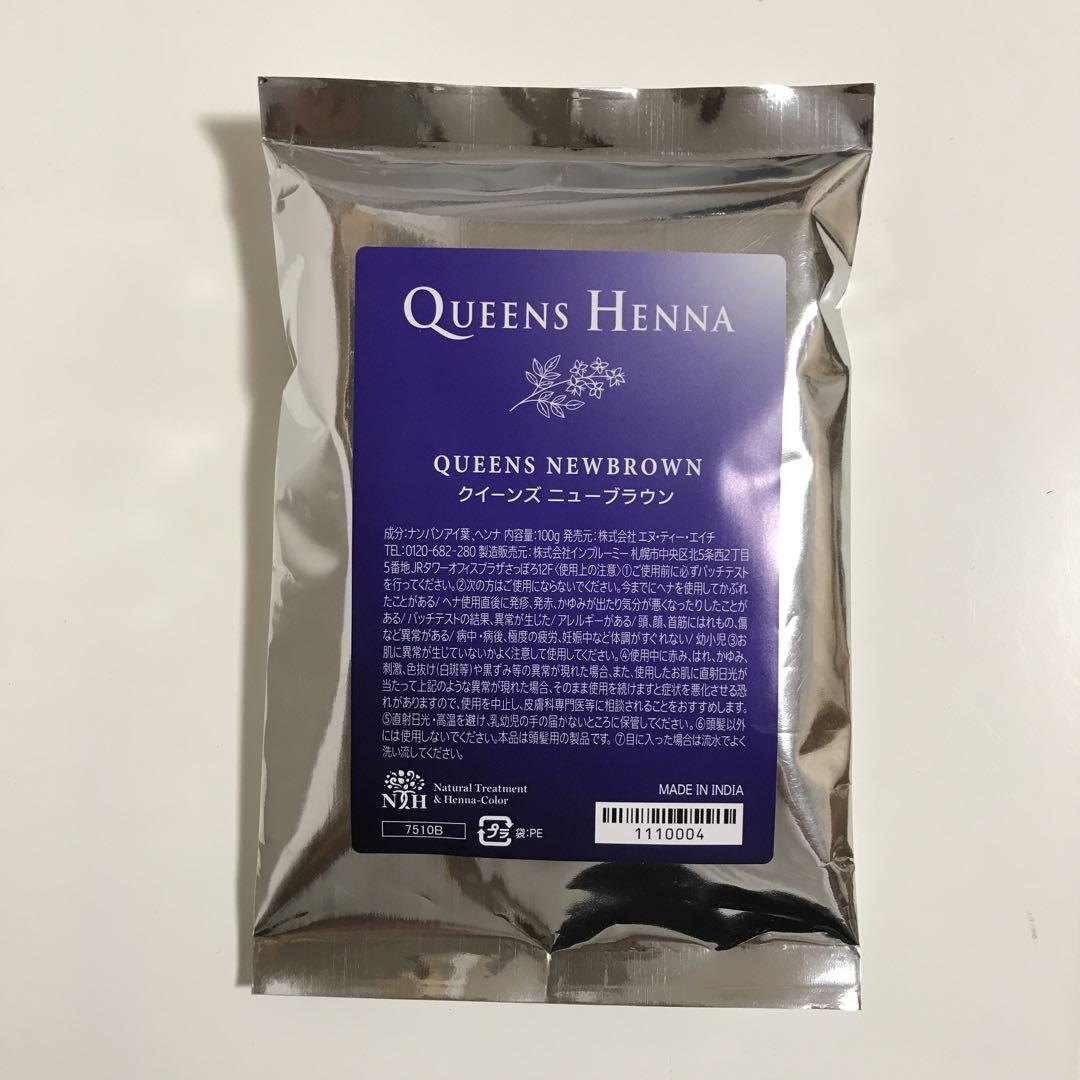 QUEENS HENNA
QUEENS NEWBROWN
クイーンズ ニューブラウン
成分:ナンバンアイ葉、ヘンナ 内容量:100g 発売元:株式会社 エヌ・ティー・エイチ
TEL:0120-682-280 製造販売元:株式会社インプルーミー 札幌市中央区北5条西2丁目
5番地 JRタワーオフィスプラザさっぽろ12F〈使用上の注意〉①ご使用前に必ずパッチテスト
を行ってください。②次の方はご使用にならないでください。今までにヘナを使用してかぶれ
たことがある/ ヘナ使用直後に発疹、発赤、かゆみが出たり気分が悪くなったりしたことが
ある/ パッチテストの結果、異常が生じた/ アレルギーがある/ 頭、顔、首筋にはれもの、傷
など異常がある/ 病中・病後、極度の疲労、妊娠中など体調がすぐれない/ 幼小児 ③お
肌に異常が生じていないかよく注意して使用してください。④使用中に赤み、はれ、かゆみ、
刺激、色抜け(白斑等)や黒ずみ等の異常が現れた場合、また、使用したお肌に直射日光が
当たって上記のような異常が現れた場合、そのまま使用を続けますと症状を悪化させる恐
れがありますので、使用を中止し、皮膚科専門医等に相談されることをおすすめします。
⑤直射日光・高温を避け、乳幼児の手の届かないところに保管してください。⑥頭髪以外
には使用しないでください。本品は頭髪用の製品です。⑦目に入った場合は流水でよく
洗い流してください。
NTH
Natural Treatment
& Henna-Color
MADE IN INDIA
7510B
プラ 袋:PE
1110004